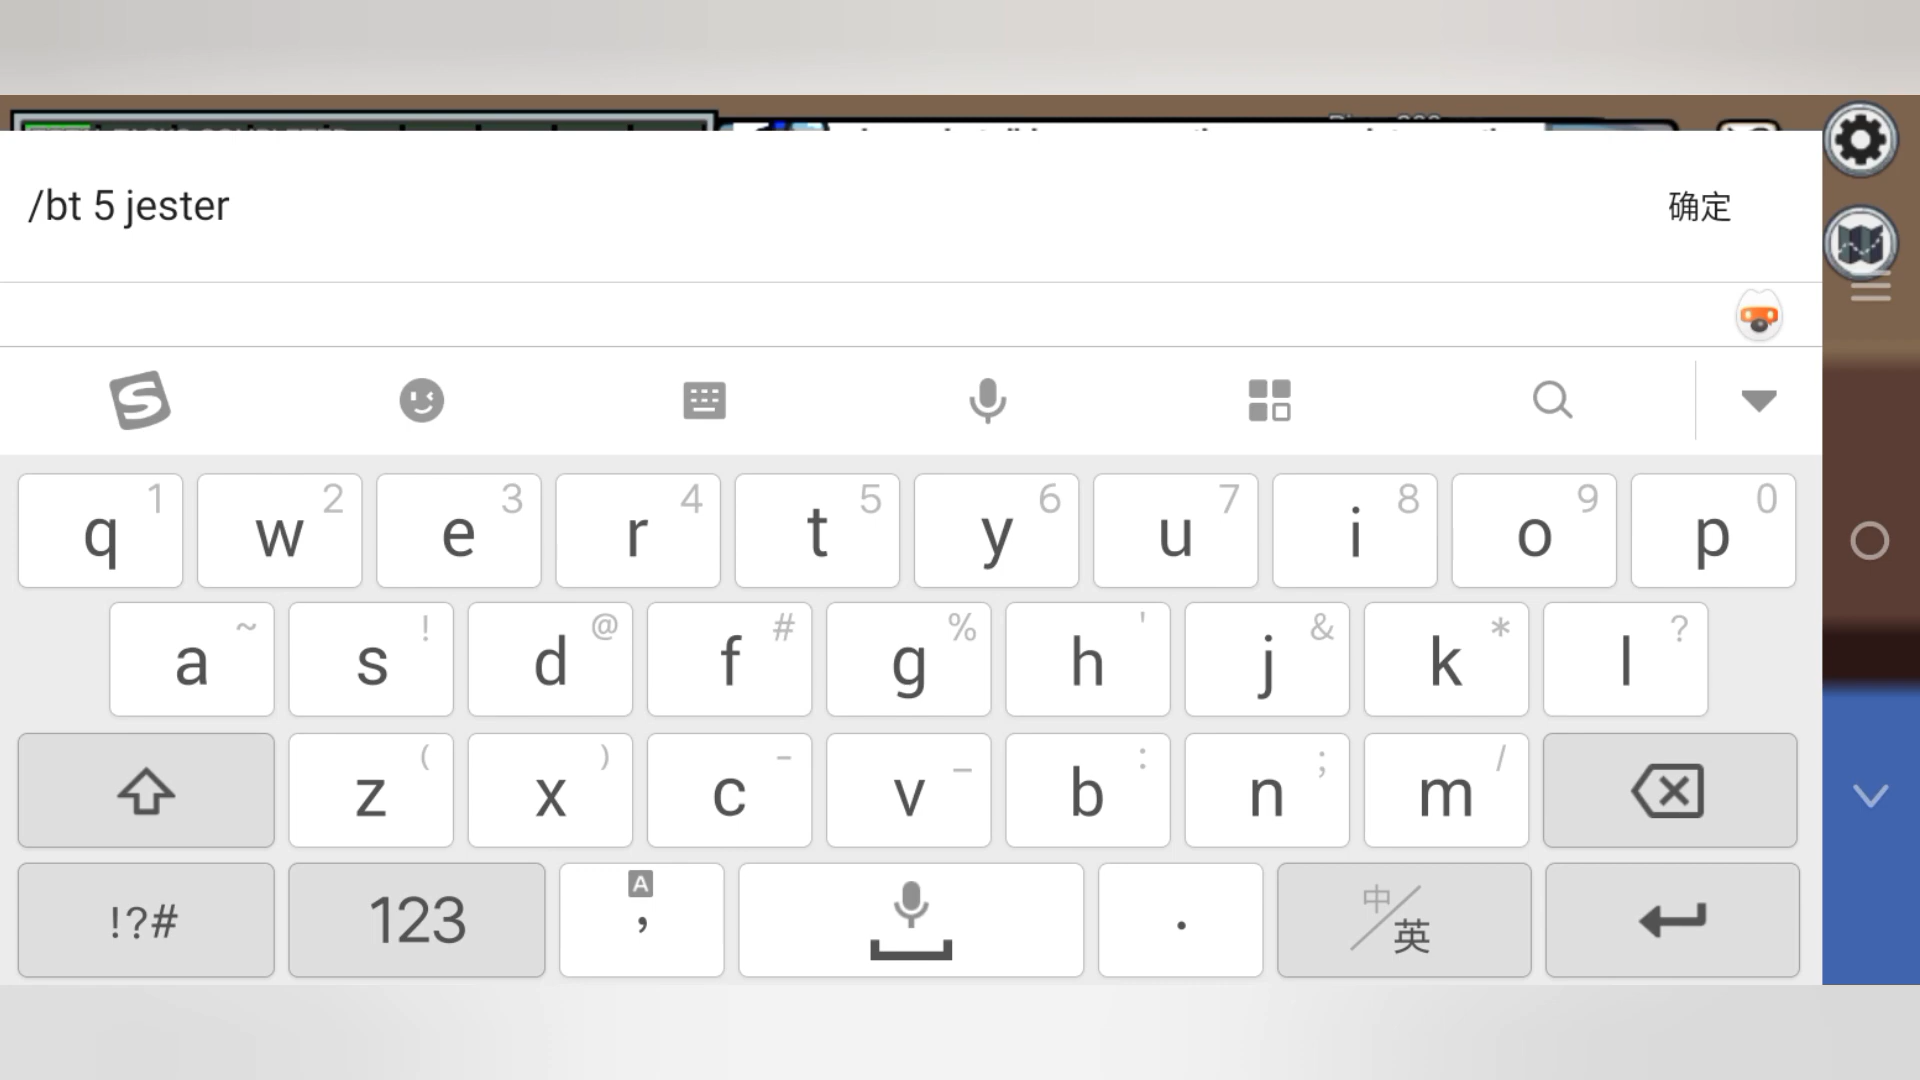 /bt 5 jester
确定
q 1 w 2 e 3 r 4 t 5 y 6 u 7 i 8 o 9 p 0
a ~ s ! d @ f # g % h ' j & k * l ?
z ( x ) c - v _ b : n ; m /
!?# 123 A , . 中/英